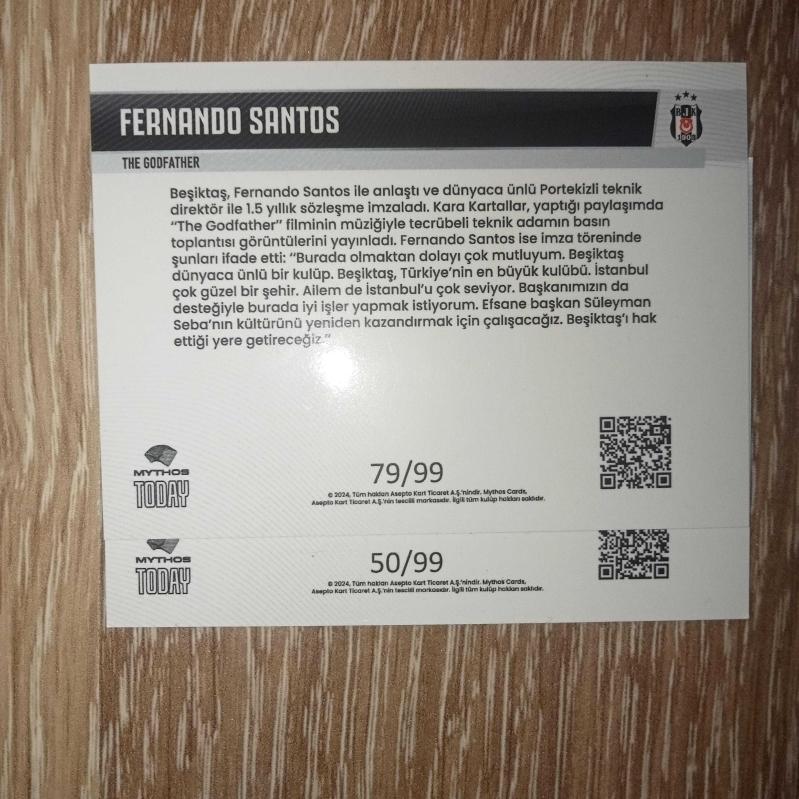 FERNANDO SANTOS
BJK
1903
THE GODFATHER
Beşiktaş, Fernando Santos ile anlaştı ve dünyaca ünlü Portekizli teknik
direktör ile 1.5 yıllık sözleşme imzaladı. Kara Kartallar, yaptığı paylaşımda
“The Godfather” filminin müziğiyle tecrübeli teknik adamın basın
toplantısı görüntülerini yayınladı. Fernando Santos ise imza töreninde
şunları ifade etti: “Burada olmaktan dolayı çok mutluyum. Beşiktaş
dünyaca ünlü bir kulüp. Beşiktaş, Türkiye’nin en büyük kulübü. İstanbul
çok güzel bir şehir. Ailem de İstanbul’u çok seviyor. Başkanımızın da
desteğiyle burada iyi işler yapmak istiyorum. Efsane başkan Süleyman
Seba’nın kültürünü yeniden kazandırmak için çalışacağız. Beşiktaş’ı hak
ettiği yere getireceğiz.”
MYTHOS
TODAY
79/99
© 2024, Tüm hakları Asepto Kart Ticaret A.Ş.’nindir. Mythos Cards,
Asepto Kart Ticaret A.Ş.’nin tescilli markasıdır. İlgili tüm kulüp hakları saklıdır.
MYTHOS
TODAY
50/99
© 2024, Tüm hakları Asepto Kart Ticaret A.Ş.’nindir. Mythos Cards,
Asepto Kart Ticaret A.Ş.’nin tescilli markasıdır. İlgili tüm kulüp hakları saklıdır.